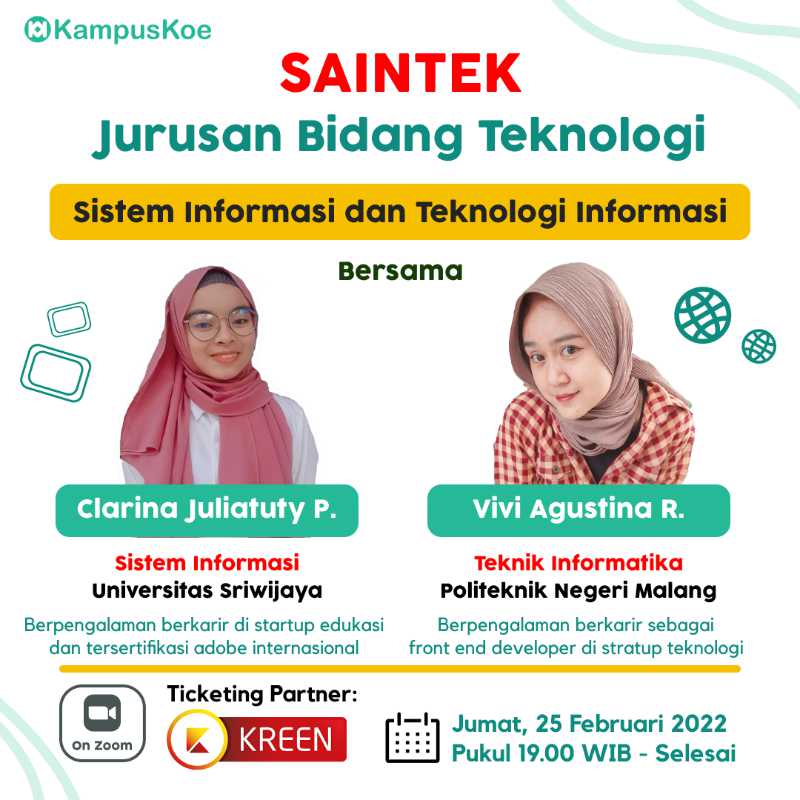 KampusKoe
SAINTEK
Jurusan Bidang Teknologi
Sistem Informasi dan Teknologi Informasi
Bersama
Clarina Juliatuty P.
Sistem Informasi
Universitas Sriwijaya
Berpengalaman berkarir di startup edukasi
dan tersertifikasi adobe internasional
Vivi Agustina R.
Teknik Informatika
Politeknik Negeri Malang
Berpengalaman berkarir sebagai
front end developer di stratup teknologi
On Zoom
Ticketing Partner:
KREEN
Jumat, 25 Februari 2022
Pukul 19.00 WIB - Selesai